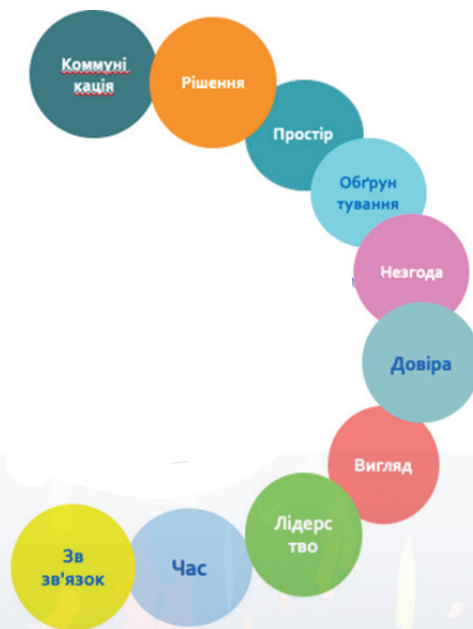 Коммуні
кація
Рішення
Простір
Обґрун
тування
Незгода
Довіра
Вигляд
Лідерс
тво
Час
Зв
зв'язок